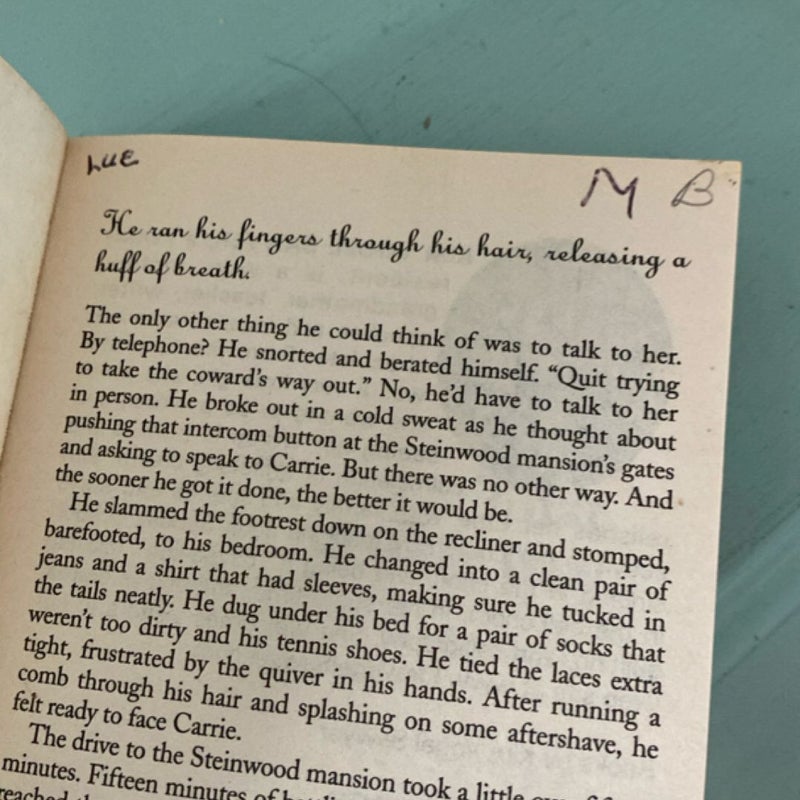 LUE
M B
He ran his fingers through his hair, releasing a
huff of breath.
The only other thing he could think of was to talk to her.
By telephone? He snorted and berated himself. “Quit trying
to take the coward’s way out.” No, he’d have to talk to her
in person. He broke out in a cold sweat as he thought about
pushing that intercom button at the Steinwood mansion’s gates
and asking to speak to Carrie. But there was no other way. And
the sooner he got it done, the better it would be.
He slammed the footrest down on the recliner and stomped,
barefooted, to his bedroom. He changed into a clean pair of
jeans and a shirt that had sleeves, making sure he tucked in
the tails neatly. He dug under his bed for a pair of socks that
weren’t too dirty and his tennis shoes. He tied the laces extra
tight, frustrated by the quiver in his hands. After running a
comb through his hair and splashing on some aftershave, he
felt ready to face Carrie.
The drive to the Steinwood mansion took a little
minutes. Fifteen minutes of
reached